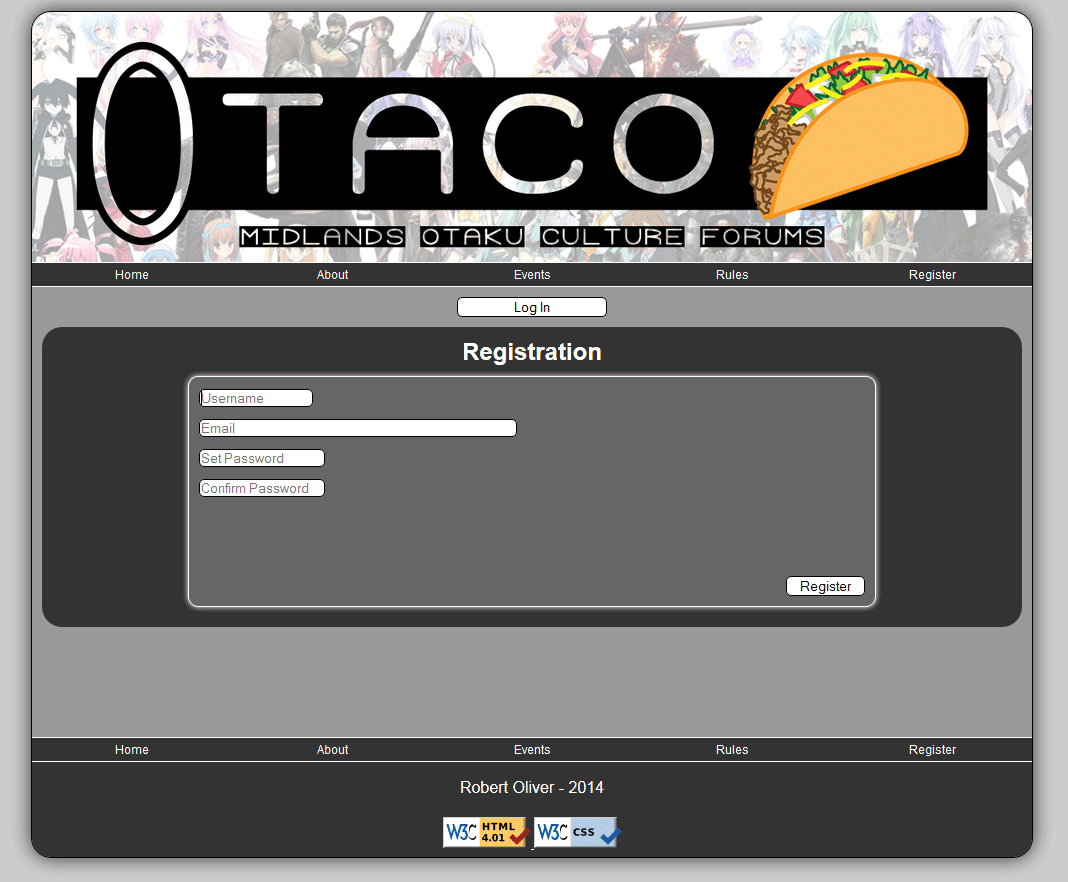 OTACO
MIDLANDS OTAKU CULTURE FORUMS
Home About Events Rules Register
Log In
Registration
Username
Email
Set Password
Confirm Password
Register
Home About Events Rules Register
Robert Oliver - 2014
W3C HTML 4.01 W3C CSS